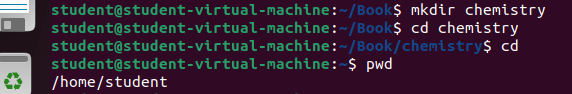 student@student-virtual-machine:~/Book$ mkdir chemistry
student@student-virtual-machine:~/Book$ cd chemistry
student@student-virtual-machine:~/Book/chemistry$ cd
student@student-virtual-machine:~$ pwd
/home/student